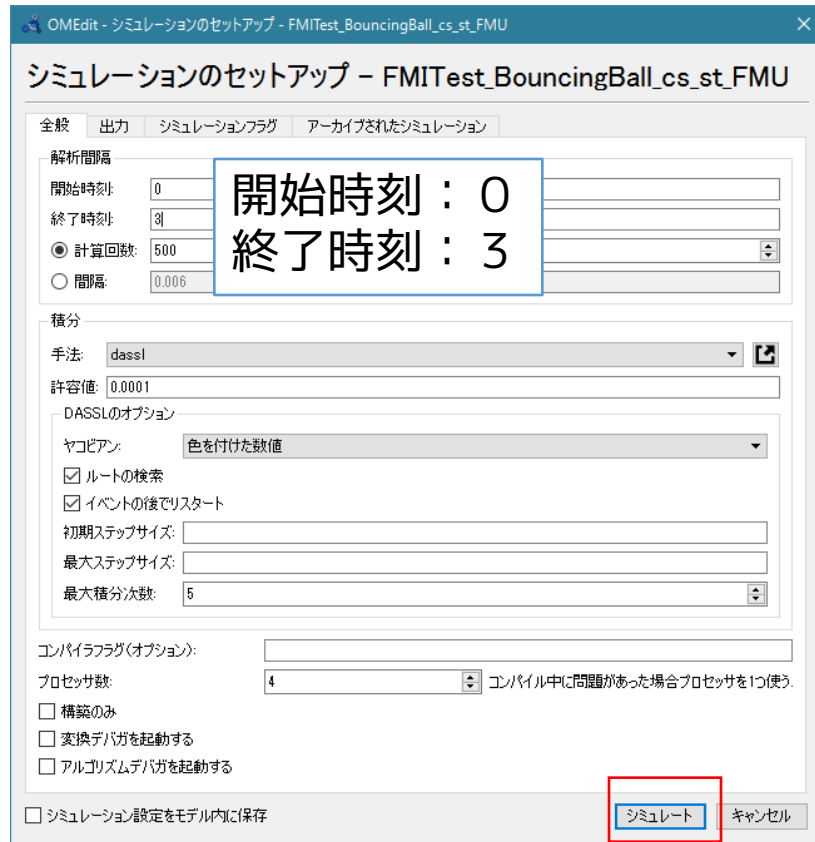 OMEdit - シミュレーションのセットアップ - FMITest_BouncingBall_cs_st_FMU
シミュレーションのセットアップ - FMITest_BouncingBall_cs_st_FMU
全般 出力 シミュレーションフラグ アーカイブされたシミュレーション
解析間隔
開始時刻: 0
終了時刻: 3
計算回数: 500
間隔: 0.006
開始時刻：０
終了時刻：３
積分
手法: dassl
許容値: 0.0001
DASSLのオプション
ヤコビアン: 色を付けた数値
ルートの検索
イベントの後でリスタート
初期ステップサイズ:
最大ステップサイズ:
最大積分次数: 5
コンパイラフラグ(オプション):
プロセッサ数: 4 コンパイル中に問題があった場合プロセッサを1つ使う.
構築のみ
変換デバガを起動する
アルゴリズムデバガを起動する
シミュレーション設定をモデル内に保存 シミュレート キャンセル